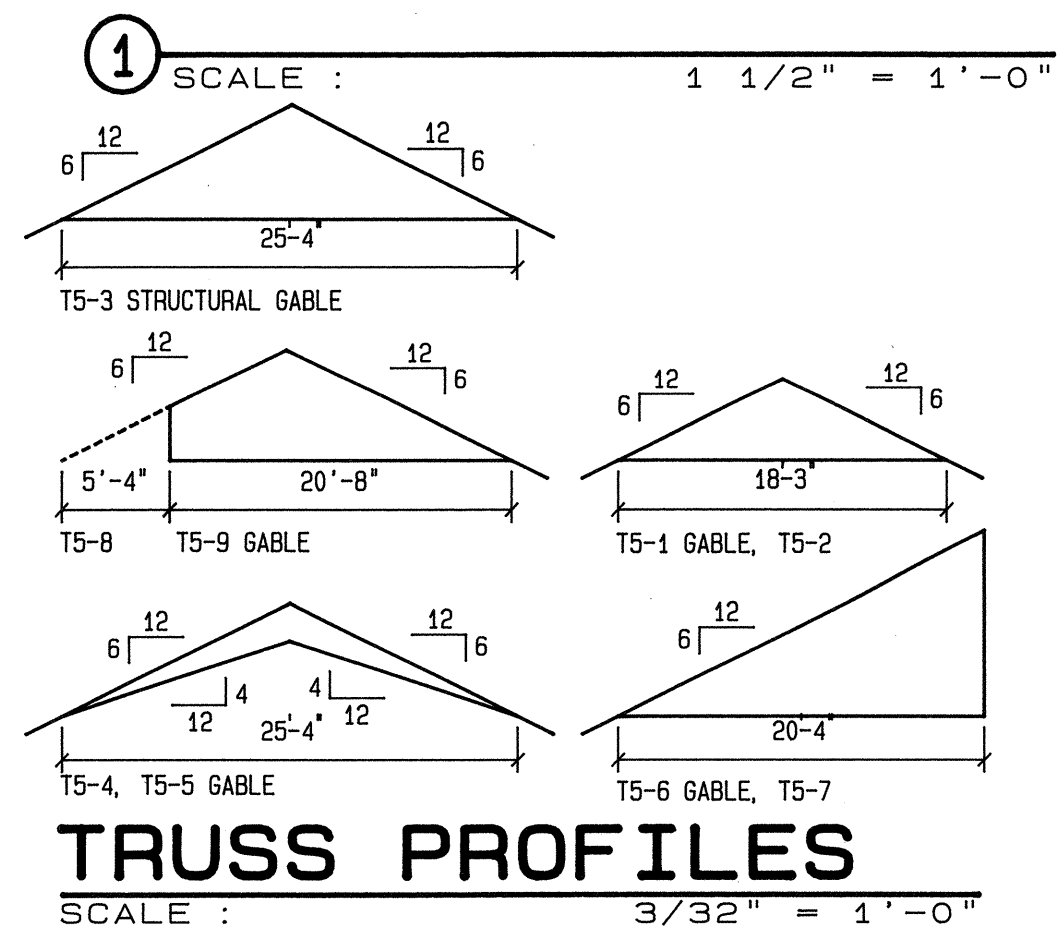 1
SCALE : 1 1/2" = 1'-0"
12 12
6 6
25'-4"
T5-3 STRUCTURAL GABLE
12 12
6 6
5'-4" 20'-8"
T5-8 T5-9 GABLE
12 12
6 6
18'-3"
T5-1 GABLE, T5-2
12 12
6 6
4 4
12 12
25'-4"
T5-4, T5-5 GABLE
12
6
20'-4"
T5-6 GABLE, T5-7
TRUSS PROFILES
SCALE : 3/32" = 1'-0"